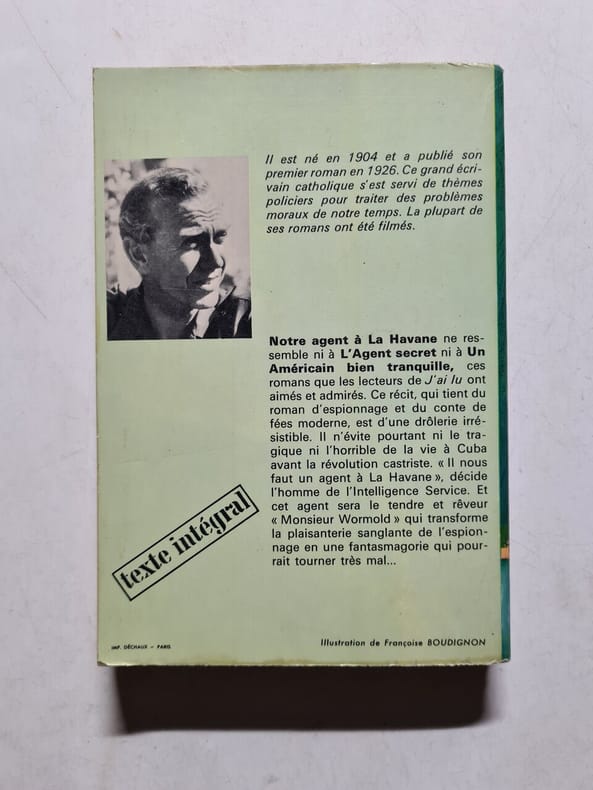 Il est né en 1904 et a publié son
premier roman en 1926. Ce grand écri-
vain catholique s'est servi de thèmes
policiers pour traiter des problèmes
moraux de notre temps. La plupart de
ses romans ont été filmés.
Notre agent à La Havane ne res-
semble ni à L'Agent secret ni à Un
Américain bien tranquille, ces
romans que les lecteurs de J'ai lu ont
aimés et admirés. Ce récit, qui tient du
roman d'espionnage et du conte de
fées moderne, est d'une drôlerie irré-
sistible. Il n'évite pourtant ni le tra-
gique ni l'horrible de la vie à Cuba
avant la révolution castriste. « Il nous
faut un agent à La Havane », décide
l'homme de l'Intelligence Service. Et
cet agent sera le tendre et rêveur
« Monsieur Wormold » qui transforme
la plaisanterie sanglante de l'espion-
nage en une fantasmagorie qui pour-
rait tourner très mal...
texte intégral
Illustration de Françoise BOUDIGNON
IMP. DÉCHAUX – PARIS